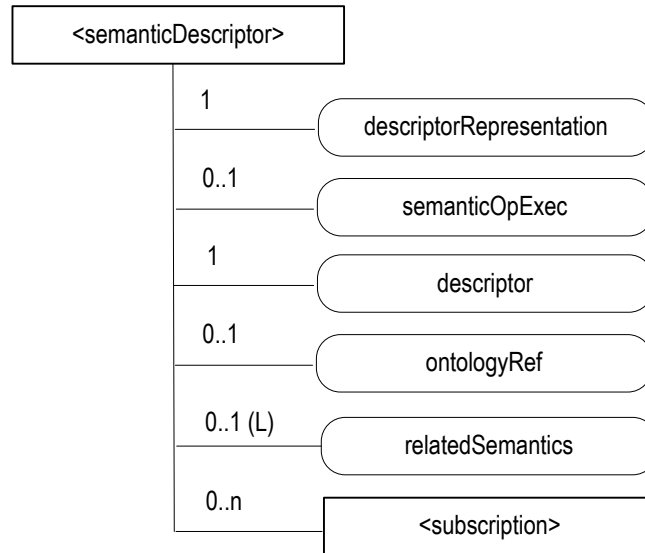 <semanticDescriptor>
1
descriptorRepresentation
0..1
semanticOpExec
1
descriptor
0..1
ontologyRef
0..1 (L)
relatedSemantics
0..n
<subscription>